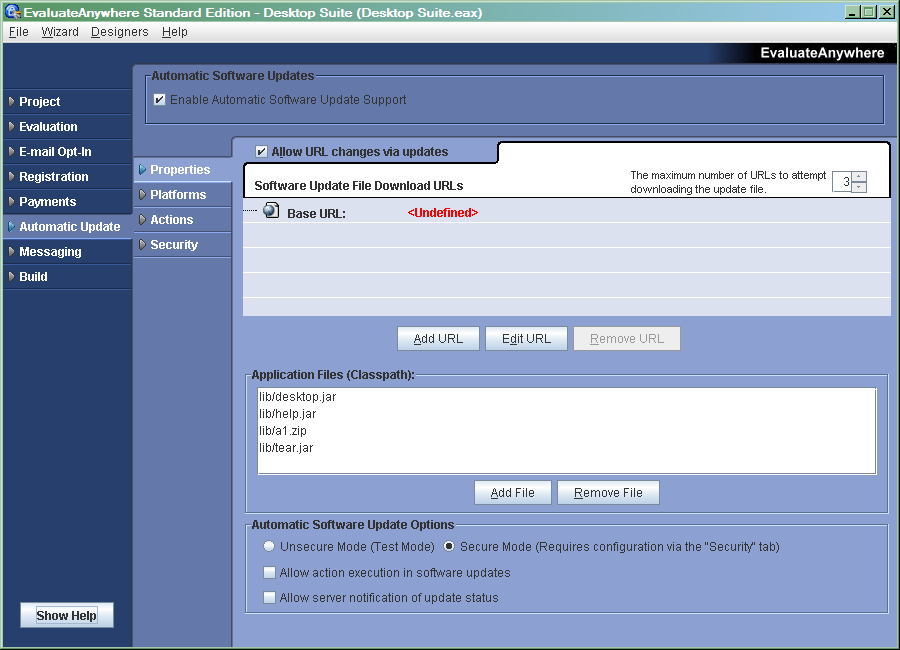 EvaluateAnywhere Standard Edition - Desktop Suite (Desktop Suite.eax)
File Wizard Designers Help
EvaluateAnywhere
Project
Evaluation
E-mail Opt-In
Registration
Payments
Automatic Update
Messaging
Build
Show Help
Properties
Platforms
Actions
Security
Automatic Software Updates
Enable Automatic Software Update Support
Allow URL changes via updates
Software Update File Download URLs
The maximum number of URLs to attempt
downloading the update file.
3
Base URL: <Undefined>
Add URL Edit URL Remove URL
Application Files (Classpath):
lib/desktop.jar
lib/help.jar
lib/a1.zip
lib/tear.jar
Add File Remove File
Automatic Software Update Options
Unsecure Mode (Test Mode) Secure Mode (Requires configuration via the "Security" tab)
Allow action execution in software updates
Allow server notification of update status